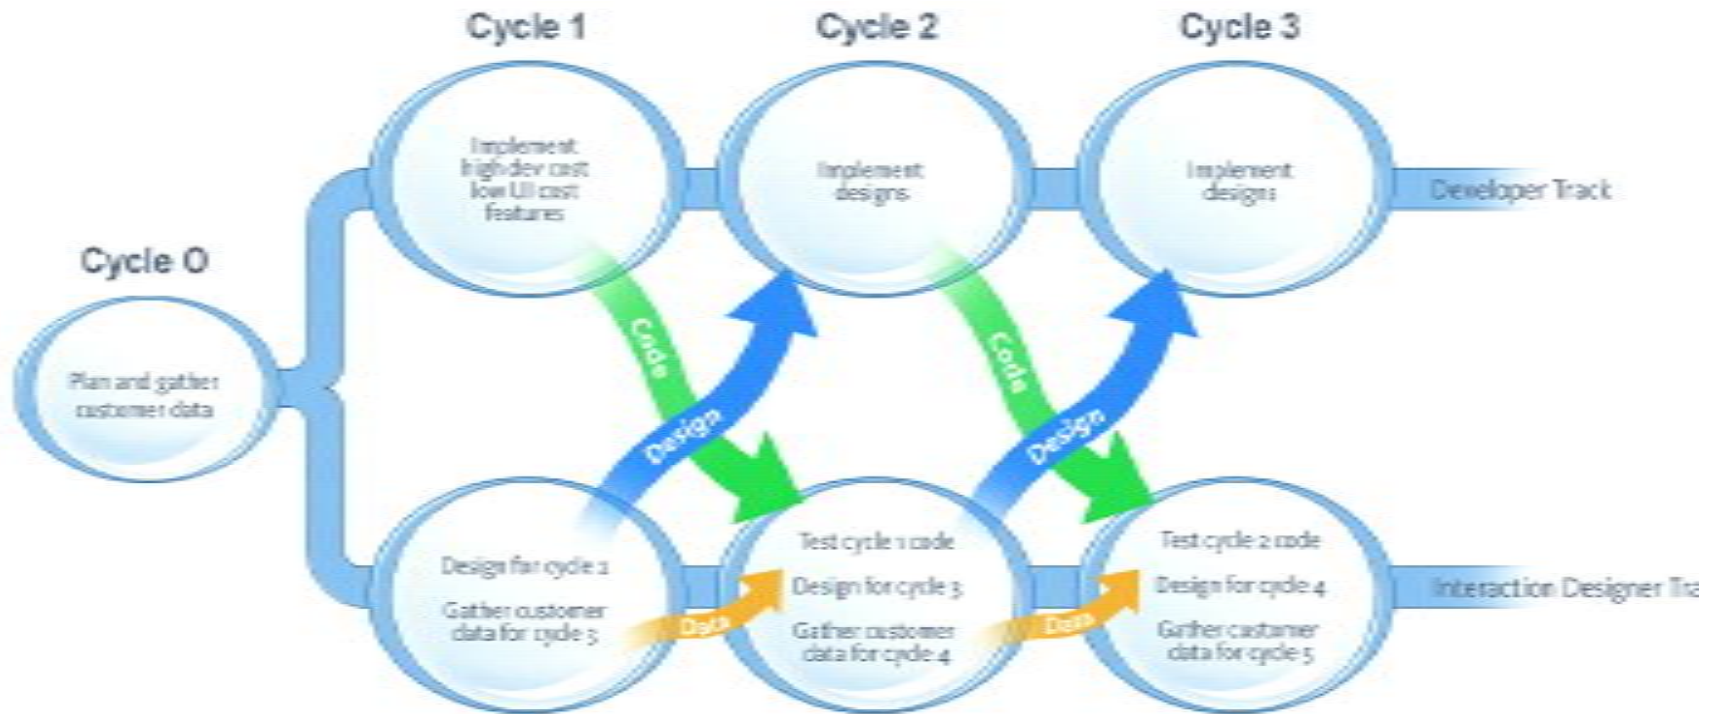 Cycle 1
Cycle 2
Cycle 3
Implement
high dev cost
low UI cost
features
Implement
designs
Implement
designs
Developer Track
Cycle 0
Plan and gather
customer data
Code
Design
Code
Design
Design for cycle 2
Gather customer
data for cycle 3
Data
Test cycle 1 code
Design for cycle 3
Gather customer
data for cycle 4
Data
Test cycle 2 code
Design for cycle 4
Gather customer
data for cycle 5
Interaction Designer Tra